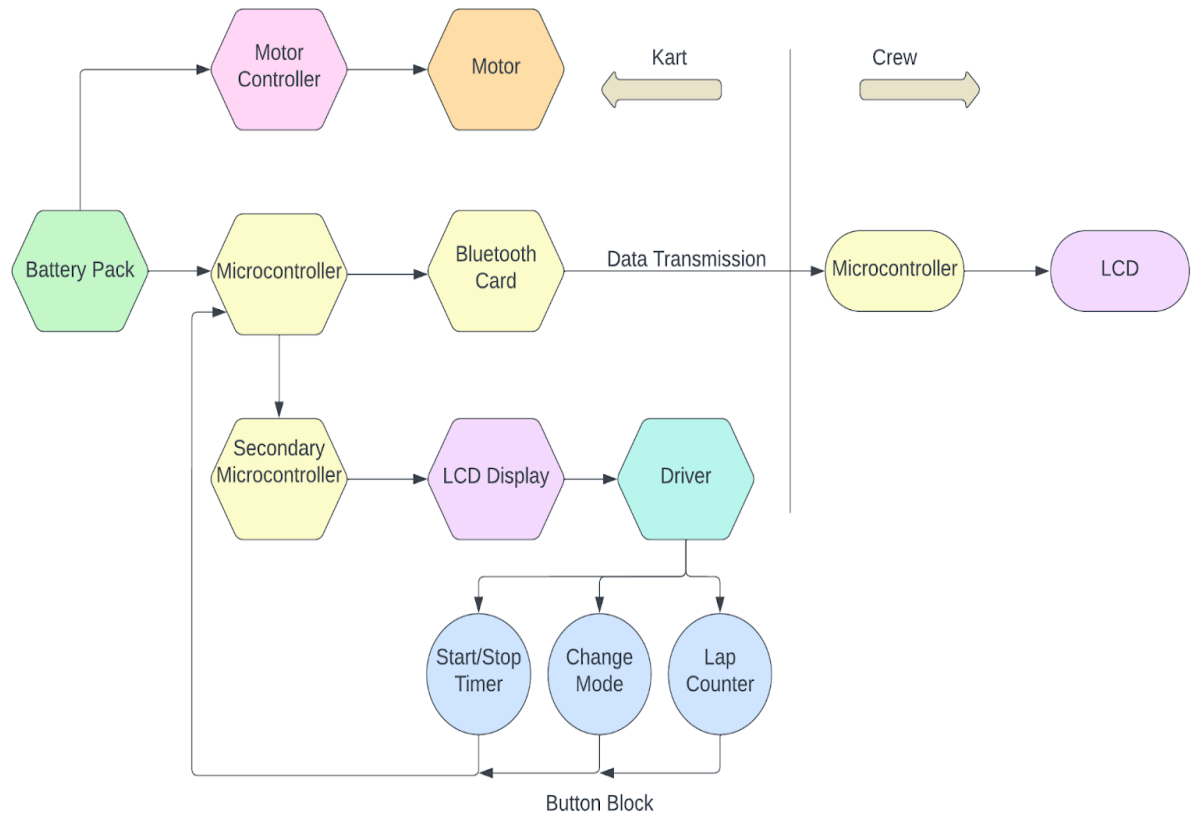 Motor
Controller
Motor
Kart
Crew
Battery Pack
Microcontroller
Bluetooth
Card
Data Transmission
Microcontroller
LCD
Secondary
Microcontroller
LCD Display
Driver
Start/Stop
Timer
Change
Mode
Lap
Counter
Button Block